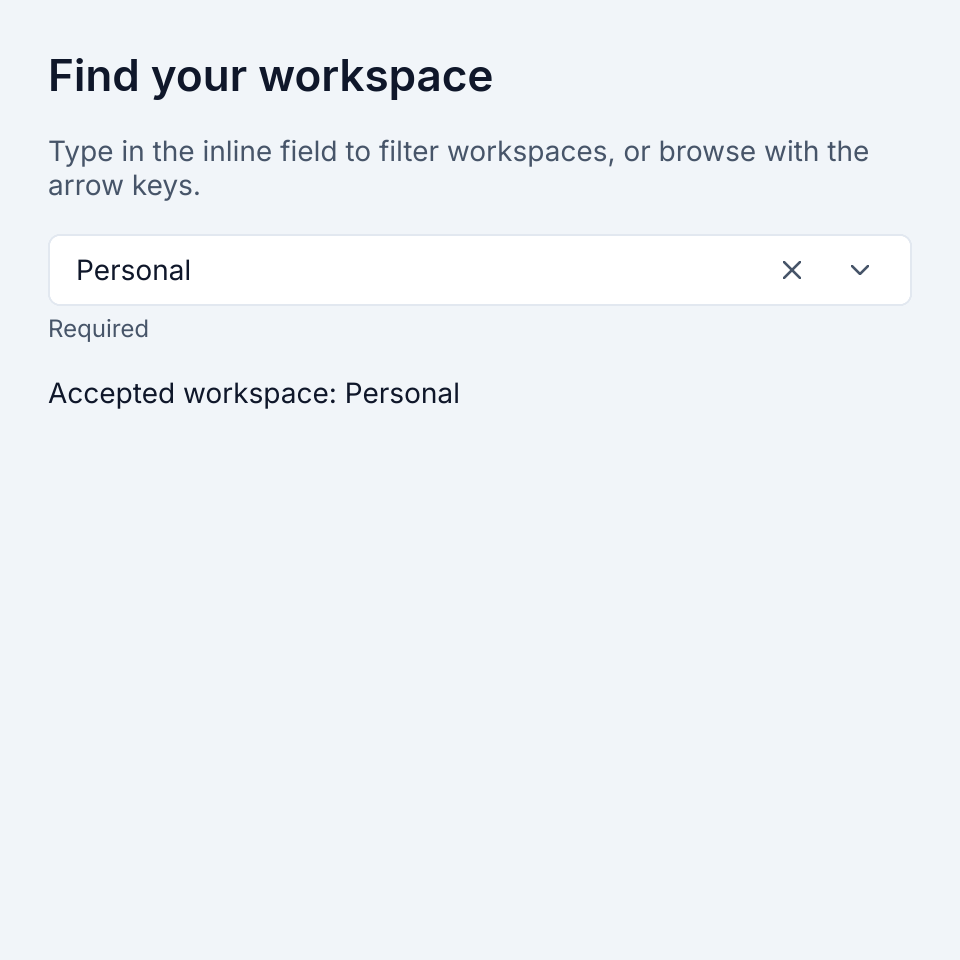 Find your workspace
Type in the inline field to filter workspaces, or browse with the
arrow keys.
Personal
Required
Accepted workspace: Personal